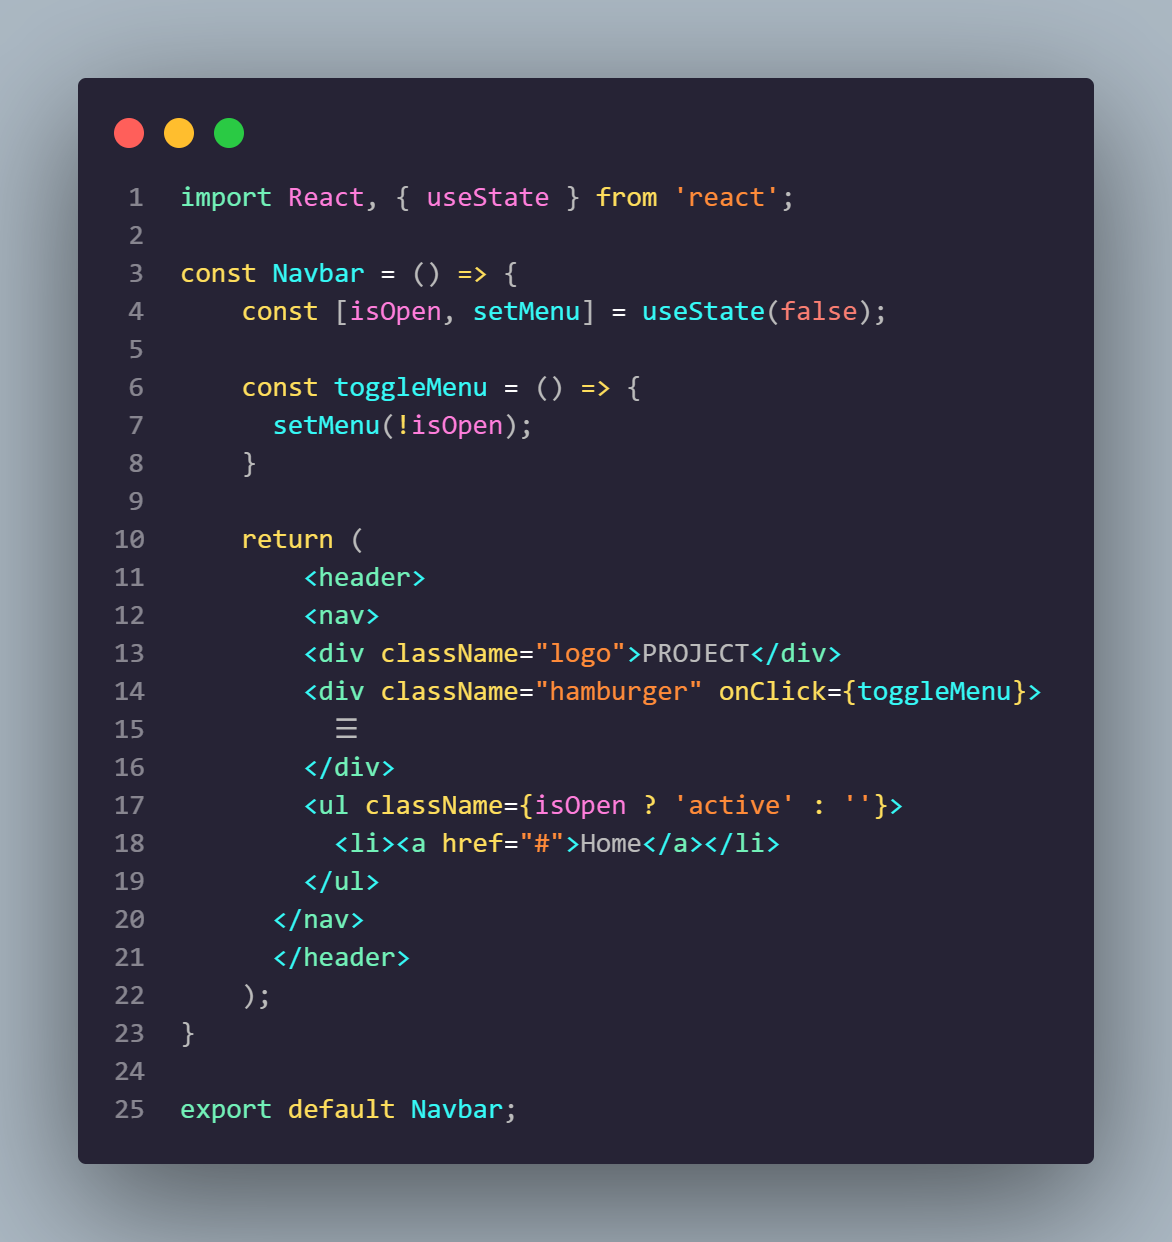 1 import React, { useState } from 'react';
2
3 const Navbar = () => {
4     const [isOpen, setMenu] = useState(false);
5
6     const toggleMenu = () => {
7       setMenu(!isOpen);
8     }
9
10     return (
11         <header>
12         <nav>
13         <div className="logo">PROJECT</div>
14         <div className="hamburger" onClick={toggleMenu}>
15           ☰
16         </div>
17         <ul className={isOpen ? 'active' : ''}>
18           <li><a href="#">Home</a></li>
19         </ul>
20       </nav>
21       </header>
22     );
23 }
24
25 export default Navbar;